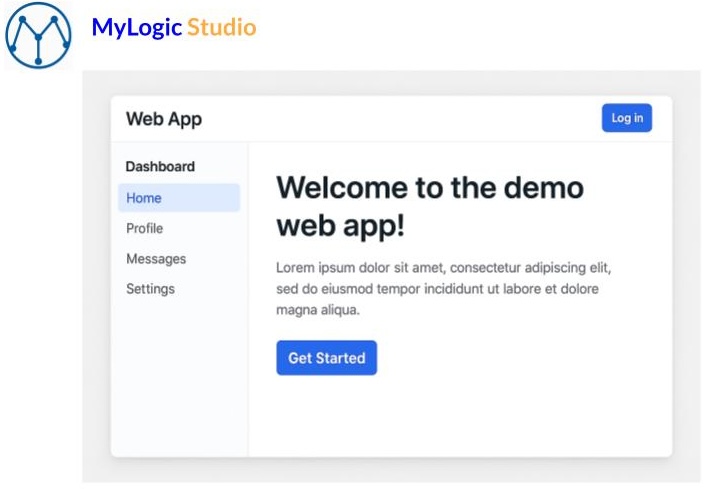 MyLogic Studio
Web App
Log in
Dashboard
Home
Profile
Messages
Settings
Welcome to the demo
web app!
Lorem ipsum dolor sit amet, consectetur adipiscing elit,
sed do eiusmod tempor incididunt ut labore et dolore
magna aliqua.
Get Started